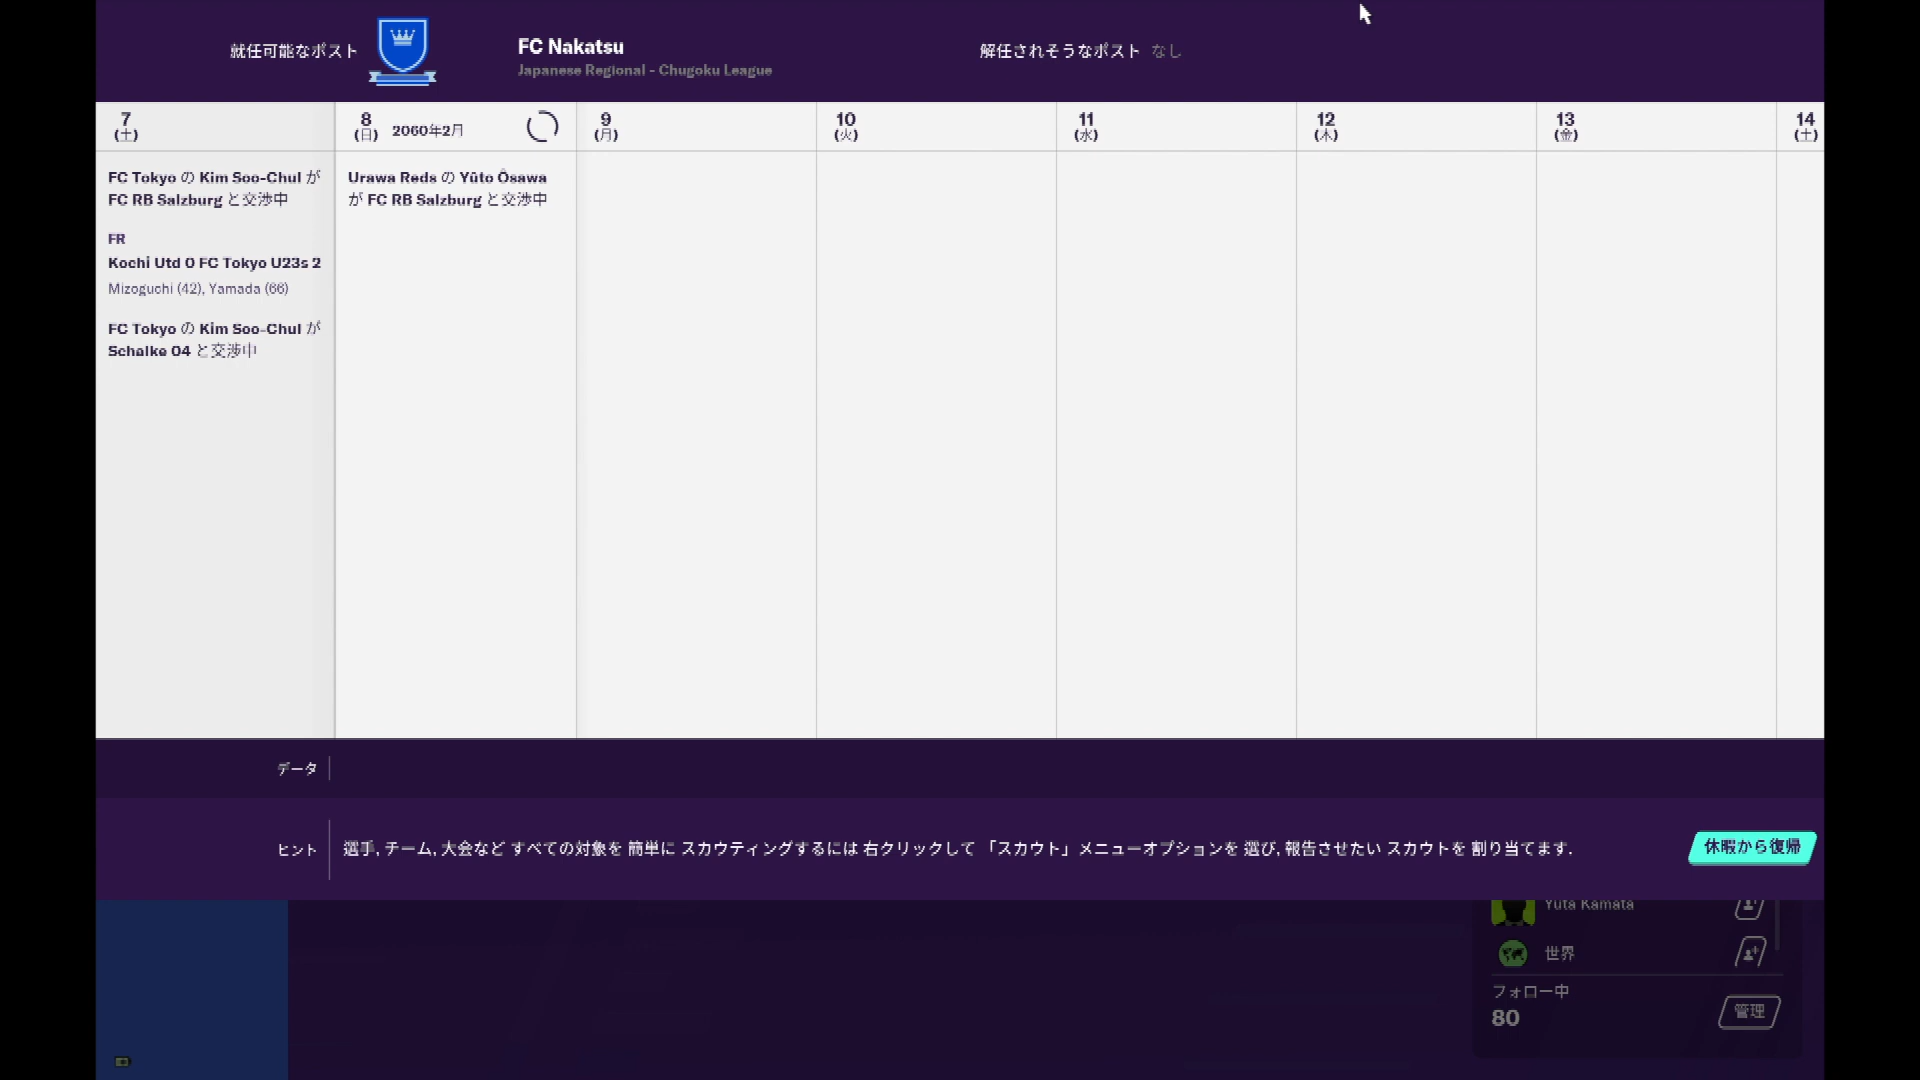 就任可能なポスト
FC Nakatsu
Japanese Regional - Chugoku League
解任されそうなポスト なし
7
(土)
8
(日) 2060年2月
9
(月)
10
(火)
11
(水)
12
(木)
13
(金)
14
(土)
FC Tokyo の Kim Soo-Chul が
FC RB Salzburg と交渉中
FR
Kochi Utd 0 FC Tokyo U23s 2
Mizoguchi (42), Yamada (66)
FC Tokyo の Kim Soo-Chul が
Schalke 04 と交渉中
Urawa Reds の Yūto Ōsawa
が FC RB Salzburg と交渉中
データ
ヒント
選手, チーム, 大会など すべての対象を 簡単に スカウティングするには 右クリックして 「スカウト」メニューオプションを 選び, 報告させたい スカウトを 割り当てます.
休暇から復帰
Yuta Kamata
世界
フォロー中
80
管理